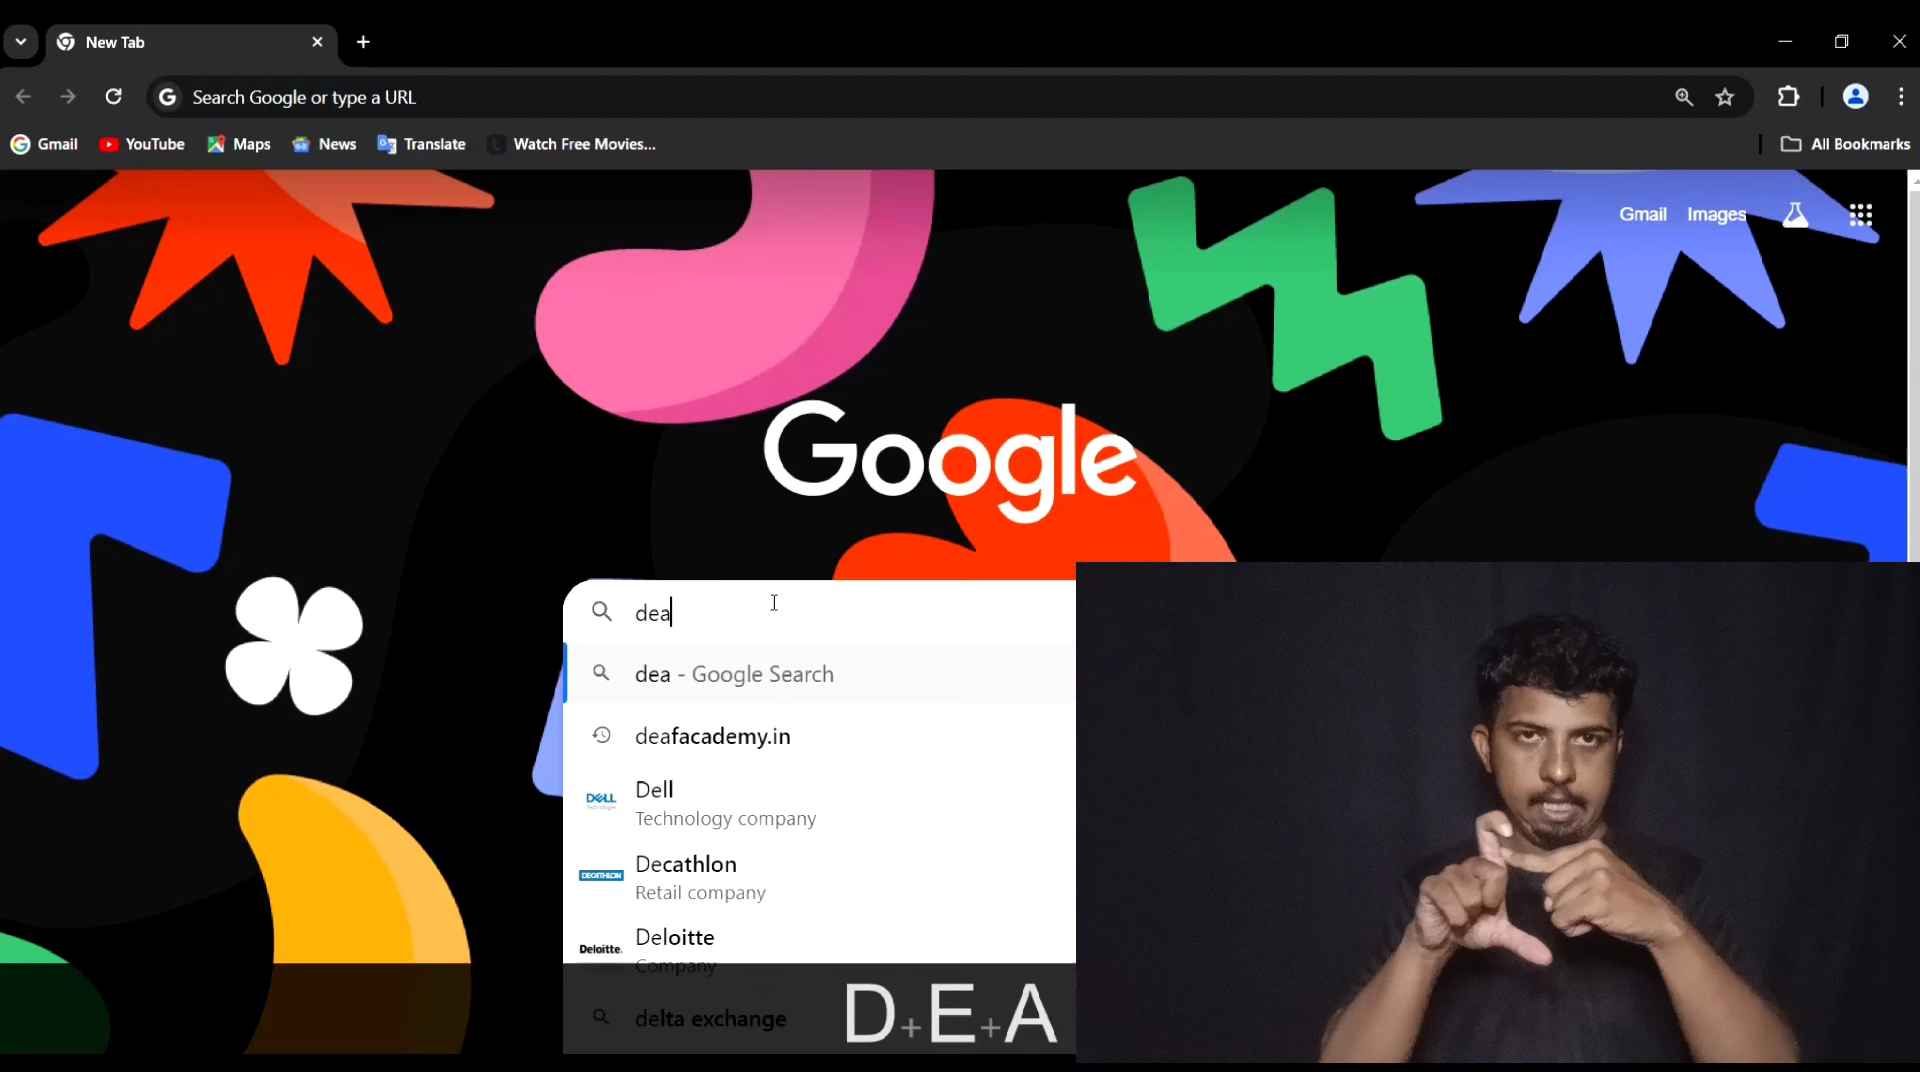 New Tab
Search Google or type a URL
Gmail YouTube Maps News Translate Watch Free Movies... All Bookmarks
Gmail Images
Google
dea
dea - Google Search
deafacademy.in
DELL Dell
Technology company
DECATHLON Decathlon
Retail company
Deloitte. Deloitte
Company
delta exchange
D+E+A